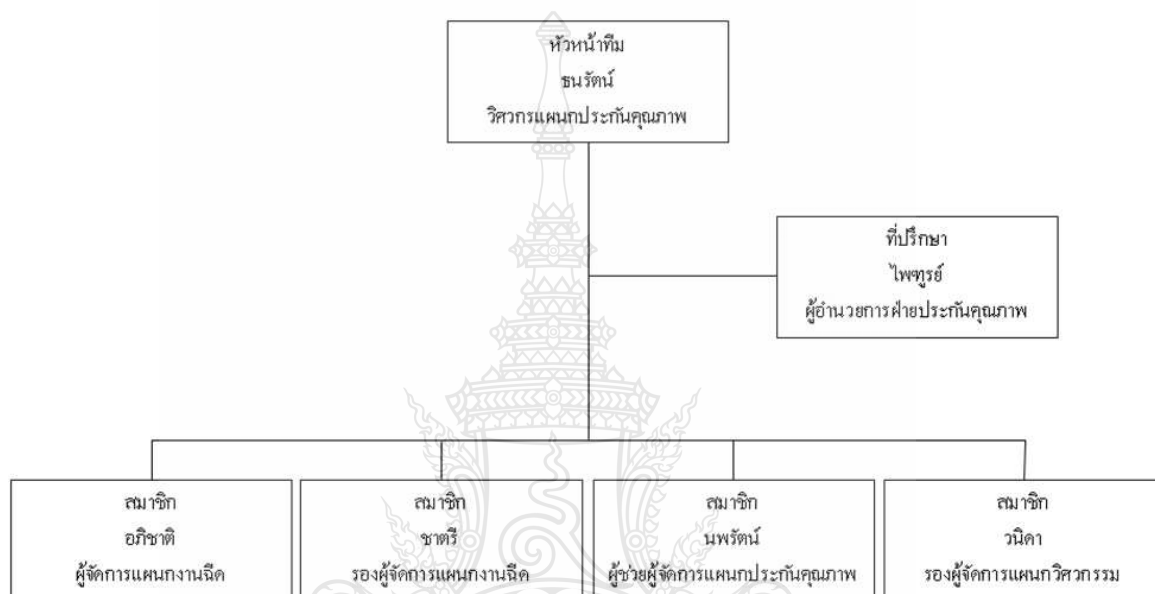 หัวหน้าทีม
ธนรัตน์
วิศวกรแผนกประกันคุณภาพ
ที่ปรึกษา
ไพฑูรย์
ผู้อำนวยการฝ่ายประกันคุณภาพ
สมาชิก
อภิชาติ
ผู้จัดการแผนกงานฉีด
สมาชิก
ชาตรี
รองผู้จัดการแผนกงานฉีด
สมาชิก
นพรัตน์
ผู้ช่วยผู้จัดการแผนกประกันคุณภาพ
สมาชิก
วนิดา
รองผู้จัดการแผนกวิศวกรรม